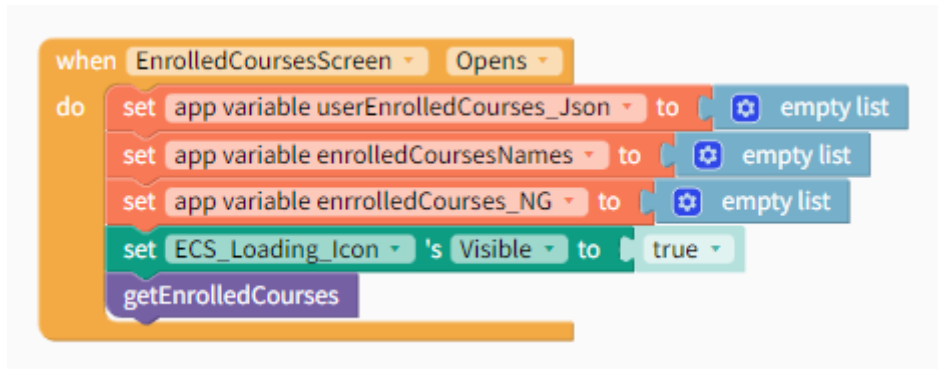 when EnrolledCoursesScreen Opens
do set app variable userEnrolledCourses_Json to empty list
set app variable enrolledCoursesNames to empty list
set app variable enrrolledCourses_NG to empty list
set ECS_Loading_Icon 's Visible to true
getEnrolledCourses